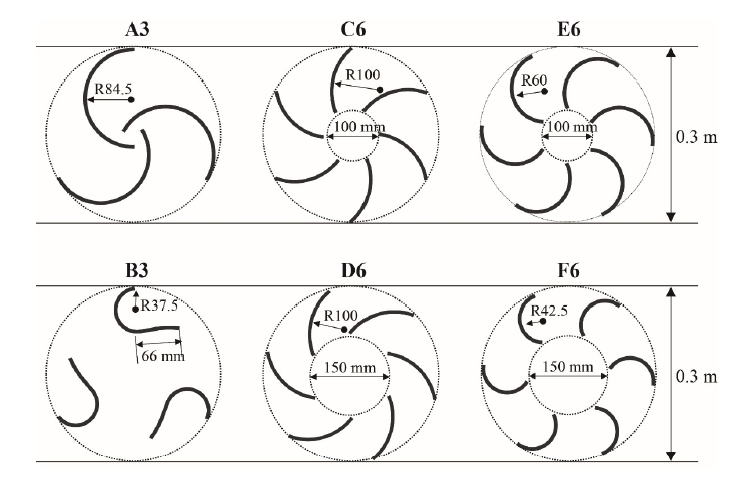 A3 C6 E6
R84.5 R100 R60
100 mm 100 mm 0.3 m
B3 D6 F6
R37.5 R100 R42.5
66 mm 150 mm 150 mm 0.3 m